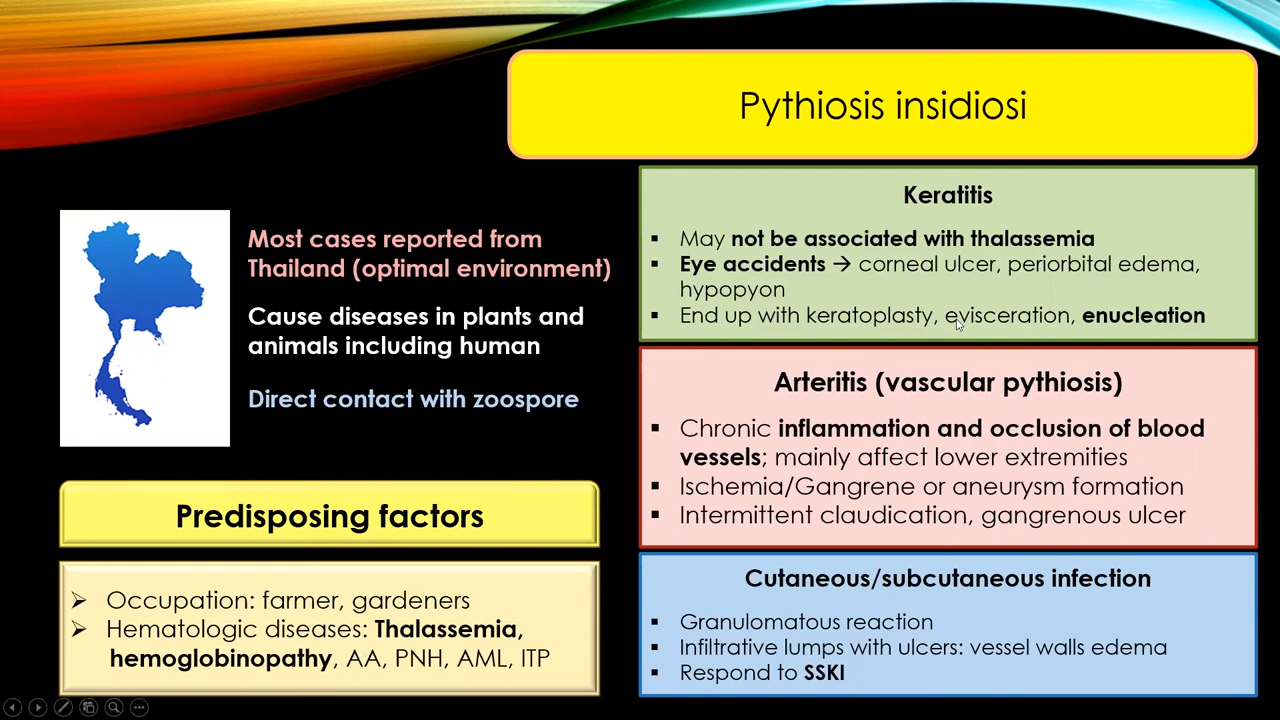 Pythiosis insidiosi
Most cases reported from
Thailand (optimal environment)
Cause diseases in plants and
animals including human
Direct contact with zoospore
Predisposing factors
➢ Occupation: farmer, gardeners
➢ Hematologic diseases: Thalassemia,
hemoglobinopathy, AA, PNH, AML, ITP
Keratitis
▪ May not be associated with thalassemia
▪ Eye accidents → corneal ulcer, periorbital edema,
hypopyon
▪ End up with keratoplasty, evisceration, enucleation
Arteritis (vascular pythiosis)
▪ Chronic inflammation and occlusion of blood
vessels; mainly affect lower extremities
▪ Ischemia/Gangrene or aneurysm formation
▪ Intermittent claudication, gangrenous ulcer
Cutaneous/subcutaneous infection
▪ Granulomatous reaction
▪ Infiltrative lumps with ulcers: vessel walls edema
▪ Respond to SSKI